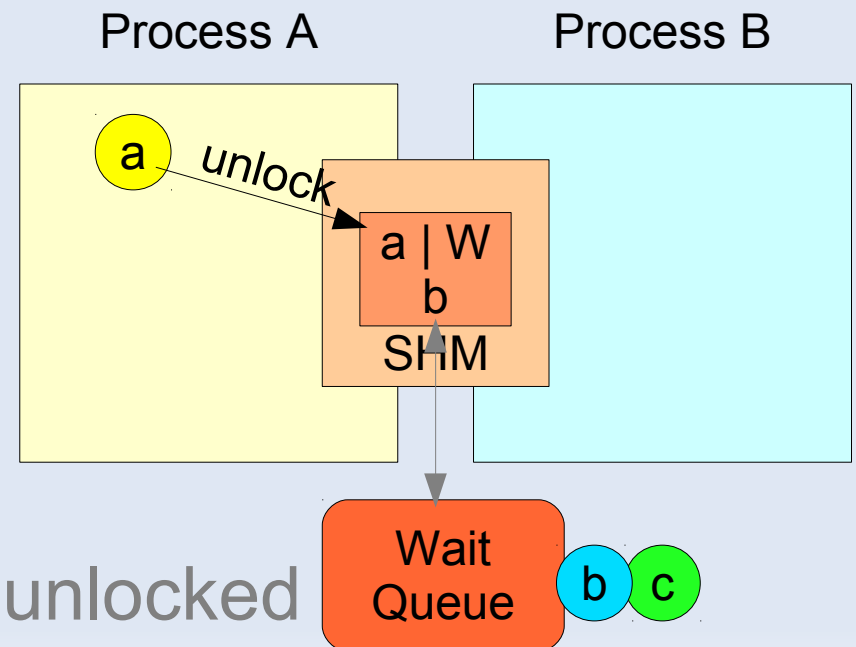 Process A
Process B
a
unlock
a | W
b
SHM
Wait
Queue
b
c
unlocked